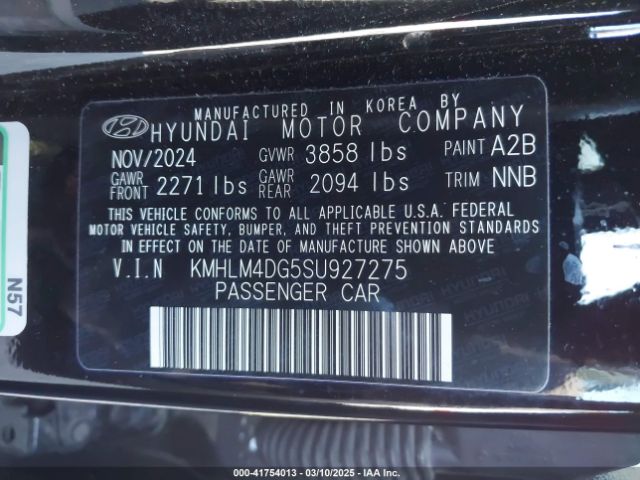 MANUFACTURED IN KOREA BY
HYUNDAI MOTOR COMPANY
NOV/2024 GVWR 3858 lbs PAINT A2B
GAWR FRONT 2271 lbs GAWR REAR 2094 lbs TRIM NNB
THIS VEHICLE CONFORMS TO ALL APPLICABLE U.S.A. FEDERAL
MOTOR VEHICLE SAFETY, BUMPER, AND THEFT PREVENTION STANDARDS
IN EFFECT ON THE DATE OF MANUFACTURE SHOWN ABOVE
V.I.N KMHLM4DG5SU927275
PASSENGER CAR
N57
000-41754013 - 03/10/2025 - IAA Inc.